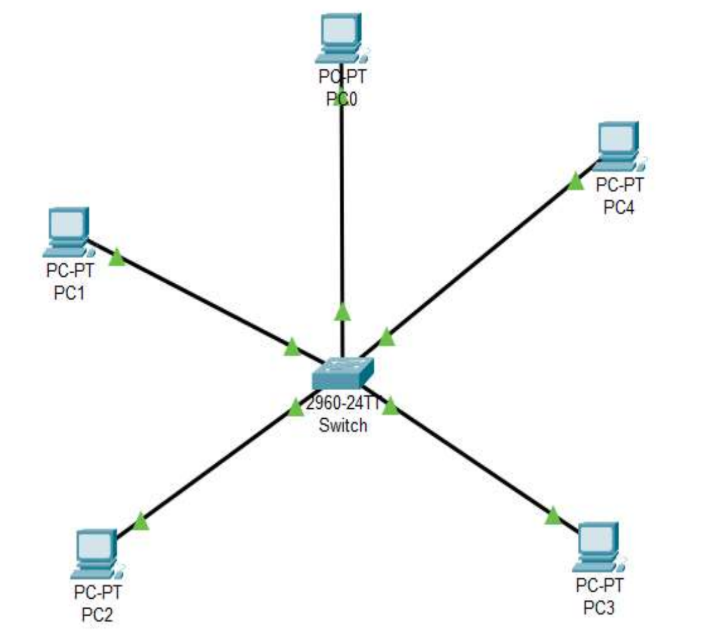 PC-PT
PC0
PC-PT
PC4
PC-PT
PC1
2960-24TT
Switch
PC-PT
PC3
PC-PT
PC2